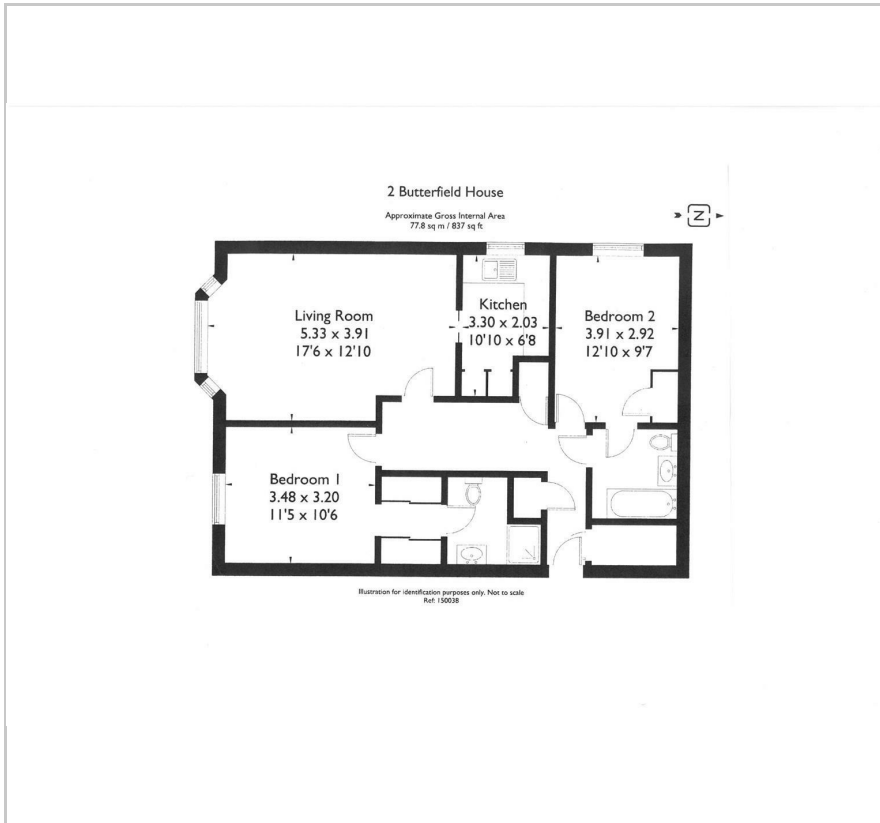 2 Butterfield House
Approximate Gross Internal Area
77.8 sq m / 837 sq ft
N
Living Room
5.33 x 3.91
17'6 x 12'10
Kitchen
3.30 x 2.03
10'10 x 6'8
Bedroom 2
3.91 x 2.92
12'10 x 9'7
Bedroom 1
3.48 x 3.20
11'5 x 10'6
Illustration for identification purposes only. Not to scale
Ref: 150038